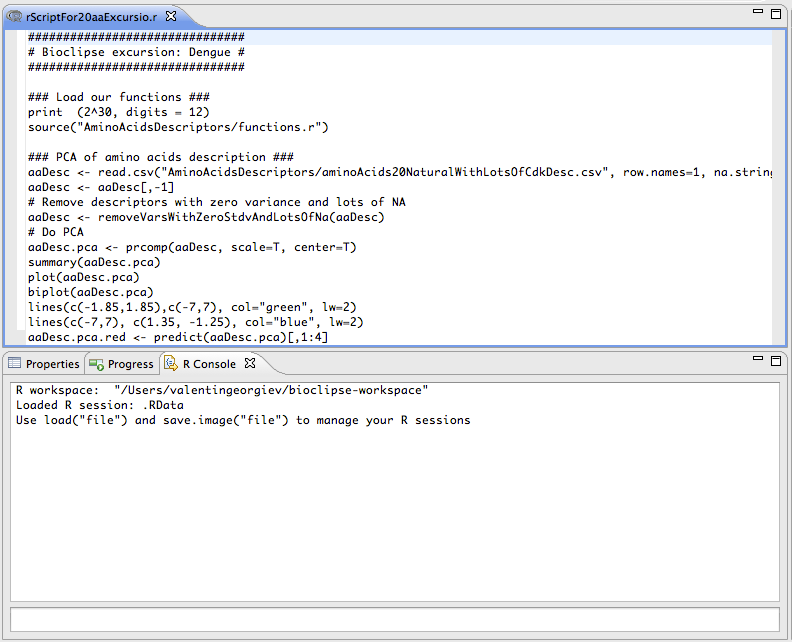 rScriptFor20aaExcursio.r
###############################
# Bioclipse excursion: Dengue #
###############################
### Load our functions ###
print  (2^30, digits = 12)
source("AminoAcidsDescriptors/functions.r")
### PCA of amino acids description ###
aaDesc <- read.csv("AminoAcidsDescriptors/aminoAcids20NaturalWithLotsOfCdkDesc.csv", row.names=1, na.string
aaDesc <- aaDesc[,-1]
# Remove descriptors with zero variance and lots of NA
aaDesc <- removeVarsWithZeroStdvAndLotsOfNa(aaDesc)
# Do PCA
aaDesc.pca <- prcomp(aaDesc, scale=T, center=T)
summary(aaDesc.pca)
plot(aaDesc.pca)
biplot(aaDesc.pca)
lines(c(-1.85,1.85),c(-7,7), col="green", lw=2)
lines(c(-7,7), c(1.35, -1.25), col="blue", lw=2)
aaDesc.pca.red <- predict(aaDesc.pca)[,1:4]
Properties Progress R Console
R workspace:  "/Users/valentingeorgiev/bioclipse-workspace"
Loaded R session: .RData
Use load("file") and save.image("file") to manage your R sessions